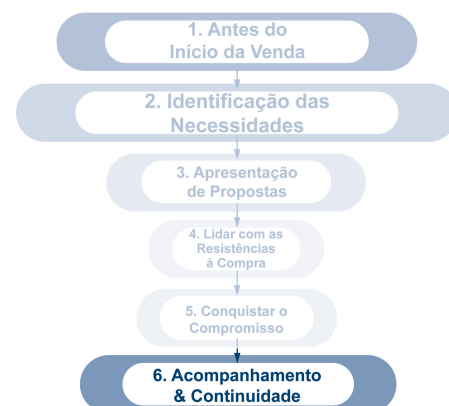 1. Antes do
Início da Venda
2. Identificação das
Necessidades
3. Apresentação
de Propostas
4. Lidar com as
Resistências
à Compra
5. Conquistar o
Compromisso
6. Acompanhamento
& Continuidade